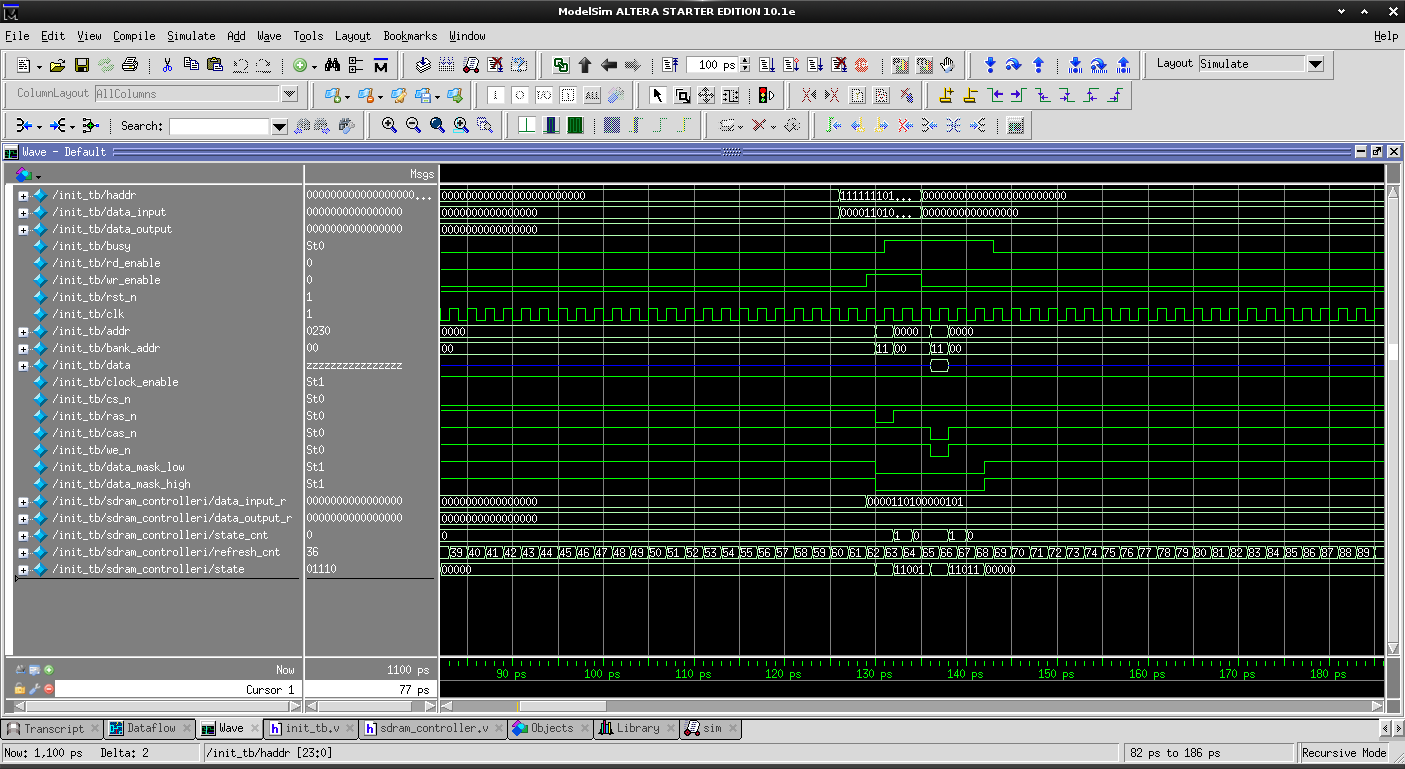 ModelSim ALTERA STARTER EDITION 10.1e
File Edit View Compile Simulate Add Wave Tools Layout Bookmarks Window Help
100 ps Layout Simulate
ColumnLayout AllColumns
Search:
Wave - Default
Msgs
/init_tb/haddr 000000000000000000... 000000000000000000000000 111111101... 000000000000000000000000
/init_tb/data_input 0000000000000000 0000000000000000 000011010... 0000000000000000
/init_tb/data_output 0000000000000000 0000000000000000
/init_tb/busy St0
/init_tb/rd_enable 0
/init_tb/wr_enable 0
/init_tb/rst_n 1
/init_tb/clk 1
/init_tb/addr 0230 0000 0000 0000
/init_tb/bank_addr 00 00 11 00 11 00
/init_tb/data zzzzzzzzzzzzzzzz
/init_tb/clock_enable St1
/init_tb/cs_n St0
/init_tb/ras_n St0
/init_tb/cas_n St0
/init_tb/we_n St0
/init_tb/data_mask_low St1
/init_tb/data_mask_high St1
/init_tb/sdram_controlleri/data_input_r 0000000000000000 0000000000000000 0000110100000101
/init_tb/sdram_controlleri/data_output_r 0000000000000000 0000000000000000
/init_tb/sdram_controlleri/state_cnt 0 0 1 0 1 0
/init_tb/sdram_controlleri/refresh_cnt 36 39 40 41 42 43 44 45 46 47 48 49 50 51 52 53 54 55 56 57 58 59 60 61 62 63 64 65 66 67 68 69 70 71 72 73 74 75 76 77 78 79 80 81 82 83 84 85 86 87 88 89
/init_tb/sdram_controlleri/state 01110 00000 11001 11011 00000
Now 1100 ps 90 ps 100 ps 110 ps 120 ps 130 ps 140 ps 150 ps 160 ps 170 ps 180 ps
Cursor 1 77 ps
Transcript Dataflow Wave init_tb.v sdram_controller.v Objects Library sim
Now: 1,100 ps Delta: 2 /init_tb/haddr [23:0] 82 ps to 186 ps Recursive Mode